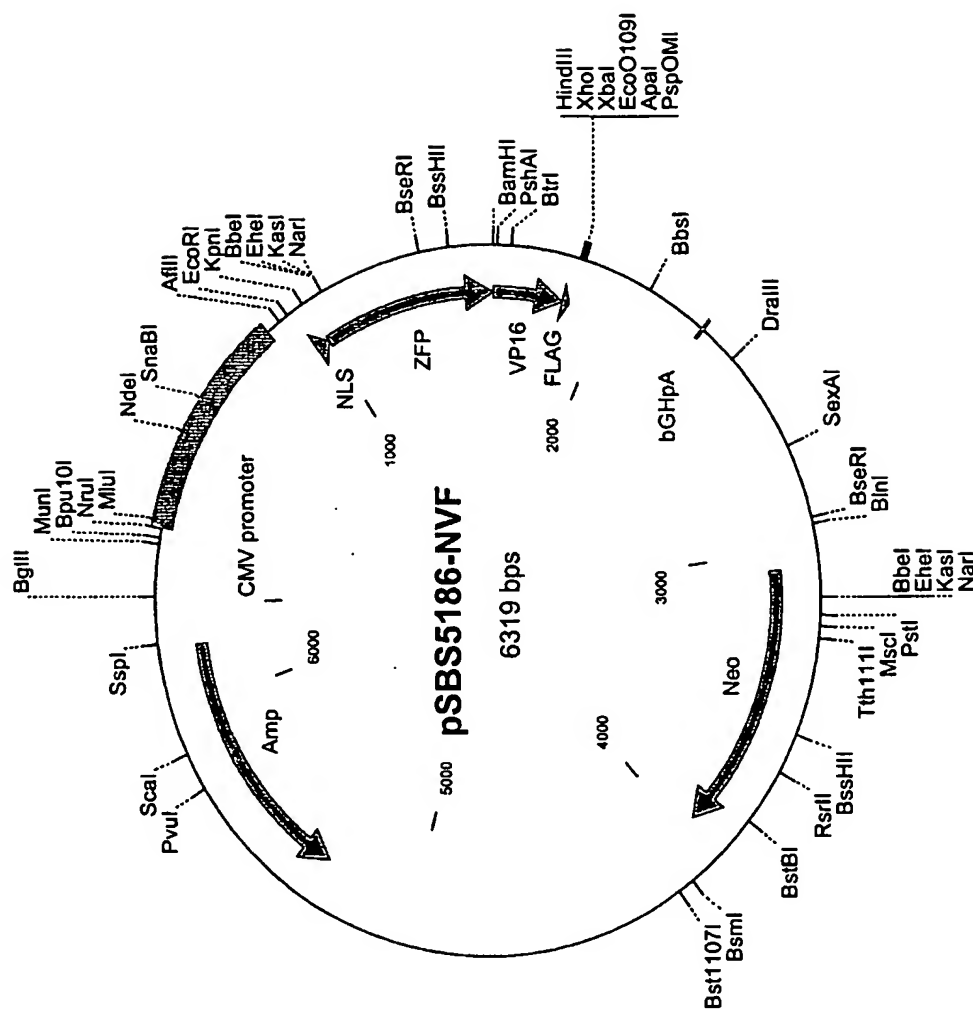 pSBS5186-NVF
6319 bps
BglII
MunI
Bpu10I
NruI
MluI
NdeI
SnaBI
AflII
EcoRI
KpnI
BbeI
EheI
KasI
NarI
BseRI
BssHII
BamHI
PshAI
BtrI
HindIII
XhoI
XbaI
EcoO109I
ApaI
PspOMI
BbsI
DraIII
SexAI
BseRI
BlnI
BbeI
EheI
KasI
NarI
PstI
MscI
Tth111I
BssHII
RsrII
BstBI
BsmI
Bst1107I
PvuI
ScaI
SspI
CMV promoter
NLS
ZFP
VP16
FLAG
bGHpA
Neo
Amp
1000
2000
3000
4000
5000
6000